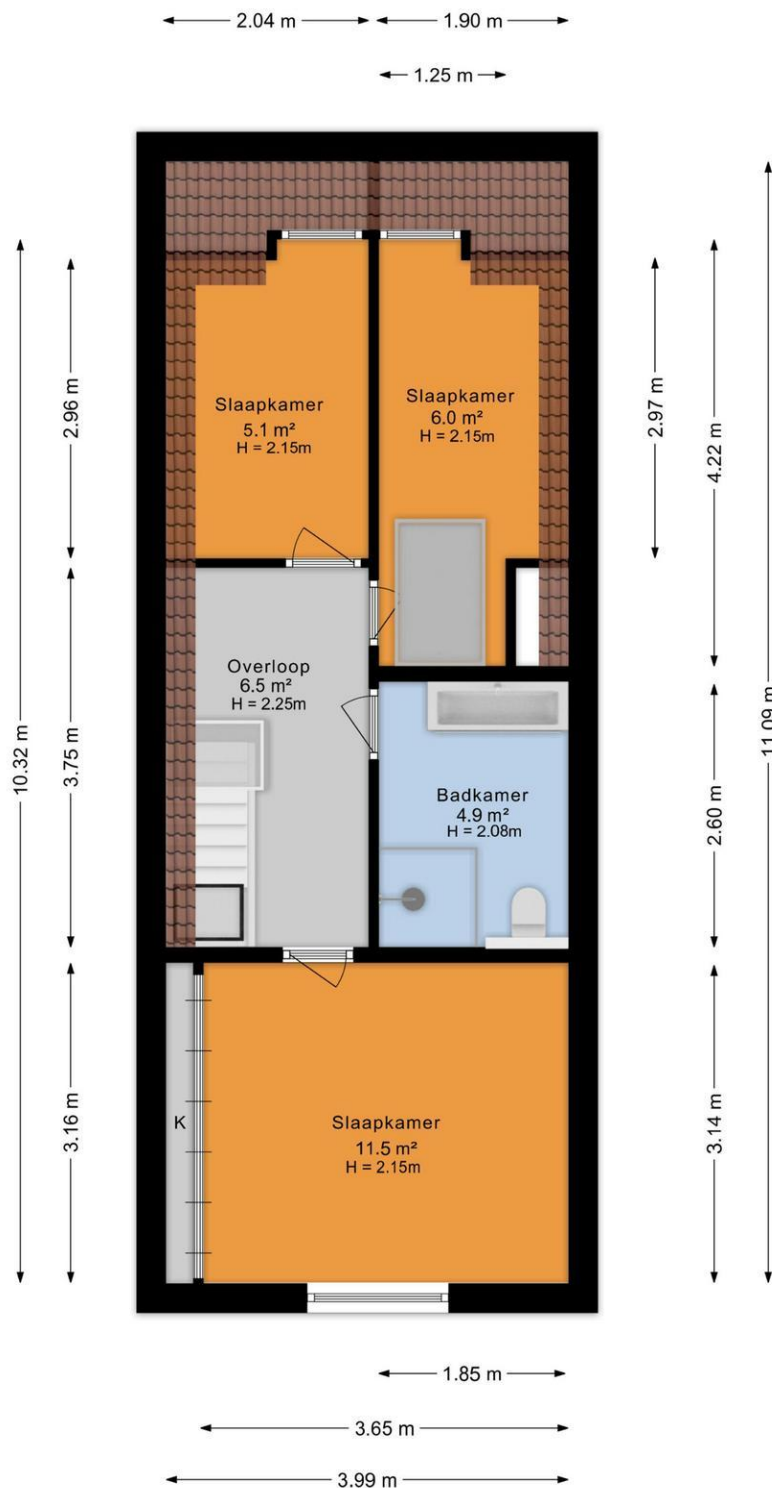 2.04 m
1.90 m
1.25 m
Slaapkamer
5.1 m²
H = 2.15m
Slaapkamer
6.0 m²
H = 2.15m
2.96 m
2.97 m
4.22 m
Overloop
6.5 m²
H = 2.25m
10.32 m
3.75 m
11.09 m
Badkamer
4.9 m²
H = 2.08m
2.60 m
K
Slaapkamer
11.5 m²
H = 2.15m
3.16 m
3.14 m
1.85 m
3.65 m
3.99 m